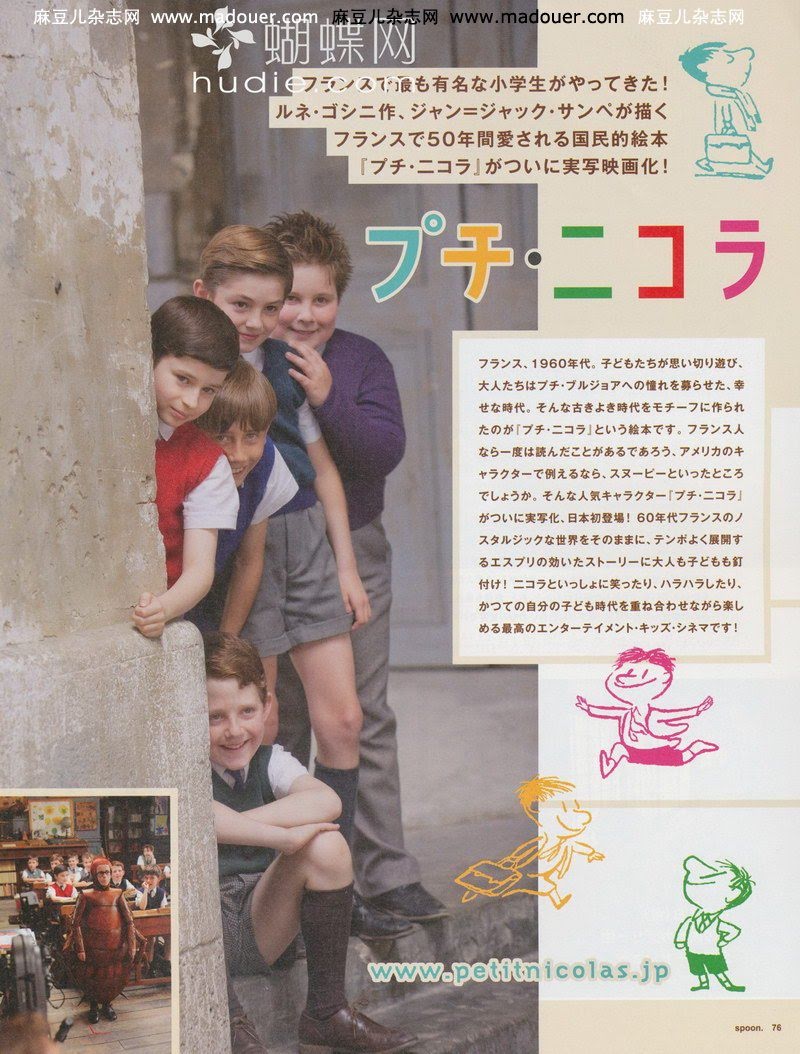 麻豆儿杂志网 www.madouer.com 麻豆儿杂志网 www.madouer.com 麻豆儿杂志网
蝴蝶网
hudie.com
フランスで最も有名な小学生がやってきた!
ルネ・ゴシニ作、ジャン=ジャック・サンペが描く
フランスで50年間愛される国民的絵本
『プチ・ニコラ』がついに実写映画化!
プチ・ニコラ
フランス、1960年代。子どもたちが思い切り遊び、
大人たちはプチ・ブルジョアへの憧れを募らせた、幸
せな時代。そんな古きよき時代をモチーフに作られ
たのが『プチ・ニコラ』という絵本です。フランス人
なら一度は読んだことがあるであろう、アメリカのキ
ャラクターで例えるなら、スヌーピーといったところ
でしょうか。そんな人気キャラクター『プチ・ニコラ』
がついに実写化、日本初登場! 60年代フランスのノ
スタルジックな世界をそのままに、テンポよく展開す
るエスプリの効いたストーリーに大人も子どもも釘
付け! ニコラといっしょに笑ったり、ハラハラしたり、
かつての自分の子ども時代を重ね合わせながら楽し
める最高のエンターテイメント・キッズ・シネマです!
www.petitnicolas.jp
spoon. 76